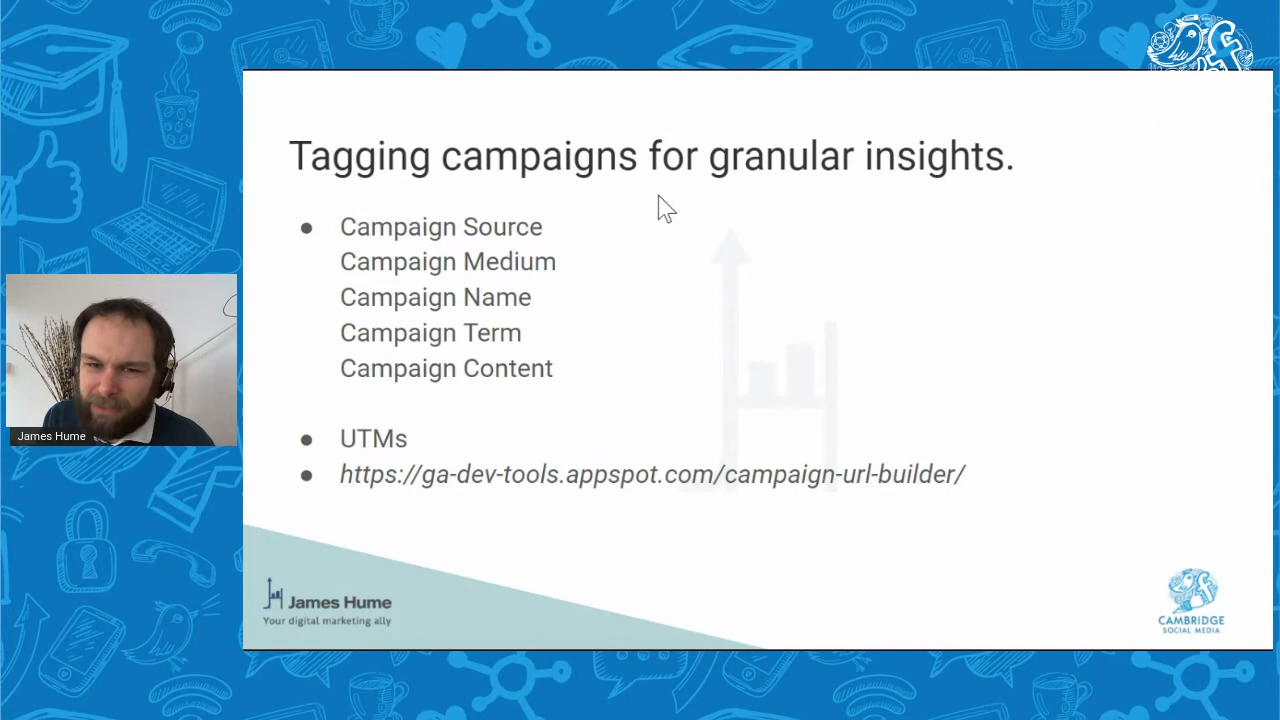 Tagging campaigns for granular insights.
Campaign Source
Campaign Medium
Campaign Name
Campaign Term
Campaign Content
UTMs
https://ga-dev-tools.appspot.com/campaign-url-builder/
James Hume
James Hume
Your digital marketing ally
CAMBRIDGE
SOCIAL MEDIA